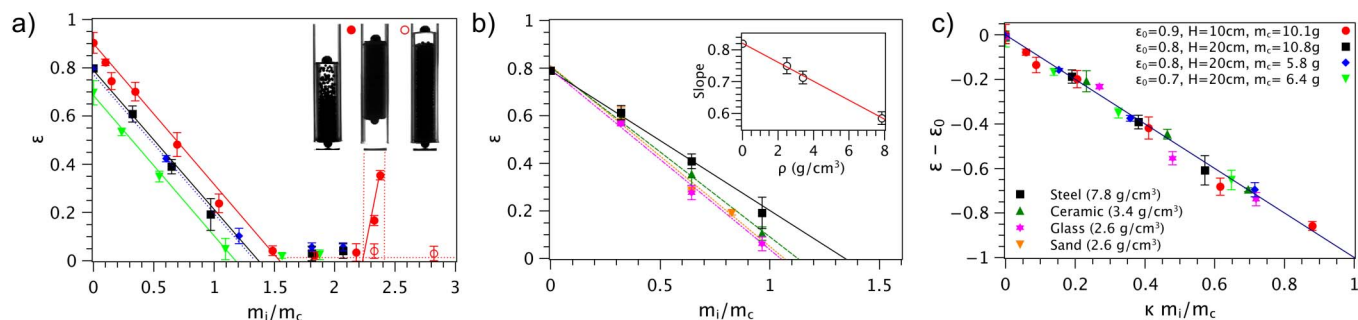 a)
ε
1
0.8
0.6
0.4
0.2
0
0
0.5
1
1.5
2
2.5
3
mᵢ/m꜀
b)
ε
1
0.8
0.6
0.4
0.2
0
0
0.5
1
1.5
mᵢ/m꜀
Slope
0.8
0.6
0
2
4
6
8
ρ (g/cm³)
c)
ε - ε₀
0
−0.2
−0.4
−0.6
−0.8
−1
0
0.2
0.4
0.6
0.8
1
κ mᵢ/m꜀
ε₀=0.9, H=10cm, m꜀=10.1g
ε₀=0.8, H=20cm, m꜀=10.8g
ε₀=0.8, H=20cm, m꜀= 5.8 g
ε₀=0.7, H=20cm, m꜀= 6.4 g
Steel (7.8 g/cm³)
Ceramic (3.4 g/cm³)
Glass (2.6 g/cm³)
Sand (2.6 g/cm³)